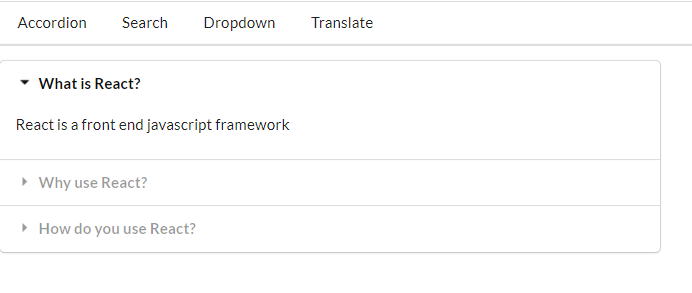 Accordion Search Dropdown Translate
What is React?
React is a front end javascript framework
Why use React?
How do you use React?